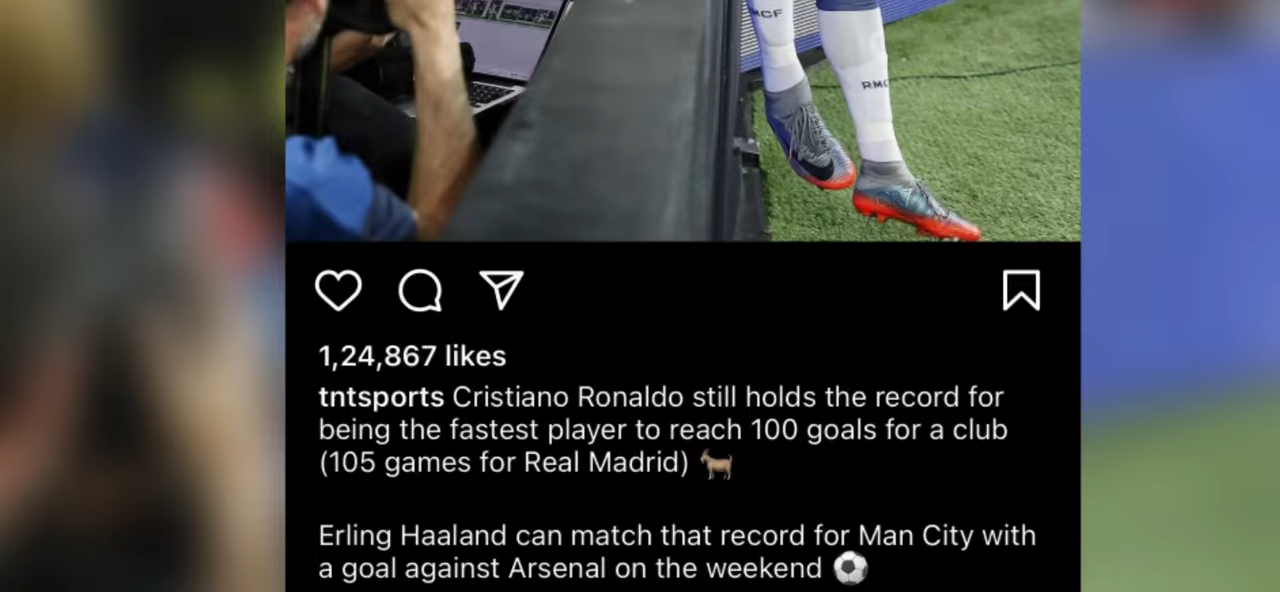 MCF
RMCF
1,24,867 likes
tntsports Cristiano Ronaldo still holds the record for
being the fastest player to reach 100 goals for a club
(105 games for Real Madrid) 🐐
Erling Haaland can match that record for Man City with
a goal against Arsenal on the weekend ⚽